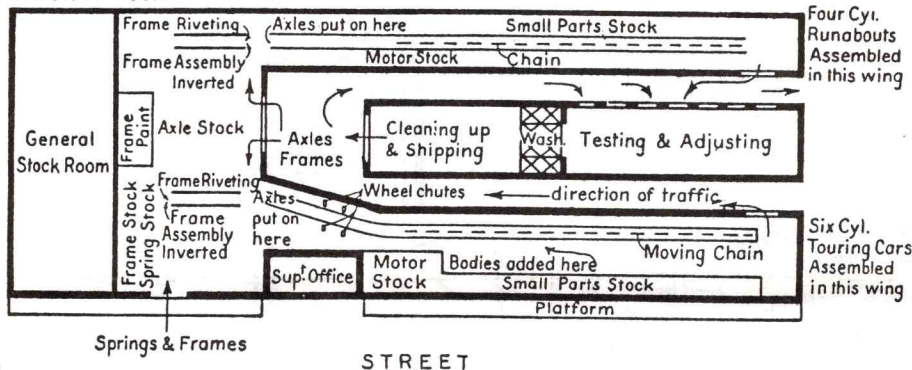 Frame Riveting
Axles put on here
Small Parts Stock
Four Cyl.
Runabouts
Assembled
in this wing
Frame Assembly
Inverted
Motor Stock
Chain
General
Stock Room
Frame Paint
Axle Stock
Axles
Frames
Cleaning up
& Shipping
Wash.
Testing & Adjusting
Frame Riveting
Axles
put on
here
Wheel chutes
direction of traffic
Frame Stock
Spring Stock
Frame
Assembly
Inverted
Moving Chain
Six Cyl.
Touring Cars
Assembled
in this wing
Sup't Office
Motor
Stock
Bodies added here
Small Parts Stock
Platform
Springs & Frames
STREET